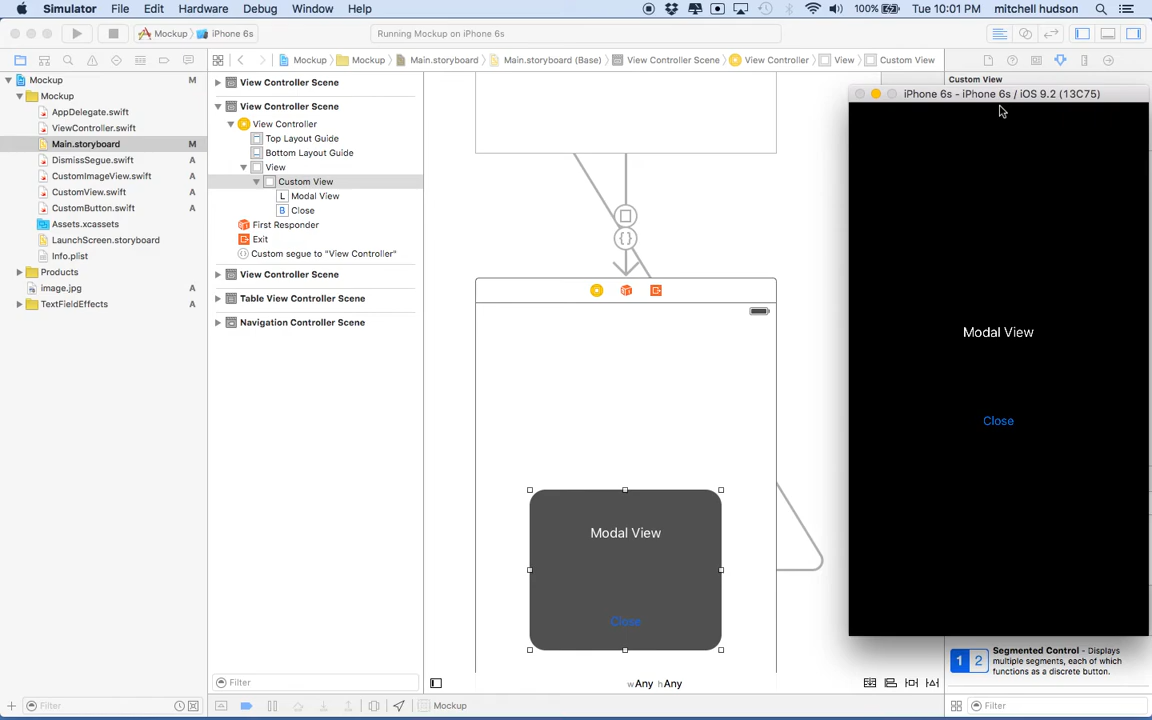 Simulator File Edit Hardware Debug Window Help 100% Tue 10:01 PM mitchell hudson
Mockup iPhone 6s Running Mockup on iPhone 6s
Mockup Mockup Main.storyboard Main.storyboard (Base) View Controller Scene View Controller View Custom View
Mockup
Mockup
AppDelegate.swift
ViewController.swift
Main.storyboard M
DismissSegue.swift A
CustomImageView.swift A
CustomView.swift A
CustomButton.swift A
Assets.xcassets
LaunchScreen.storyboard
Info.plist
Products
image.jpg A
TextFieldEffects A
Filter
View Controller Scene
View Controller Scene
View Controller
Top Layout Guide
Bottom Layout Guide
View
Custom View
L Modal View
B Close
First Responder
Exit
Custom segue to "View Controller"
View Controller Scene
Table View Controller Scene
Navigation Controller Scene
Filter
Modal View
Close
wAny hAny
Mockup
Custom View
iPhone 6s - iPhone 6s / iOS 9.2 (13C75)
Modal View
Close
1 2
Segmented Control - Displays
multiple segments, each of which
functions as a discrete button.
Filter